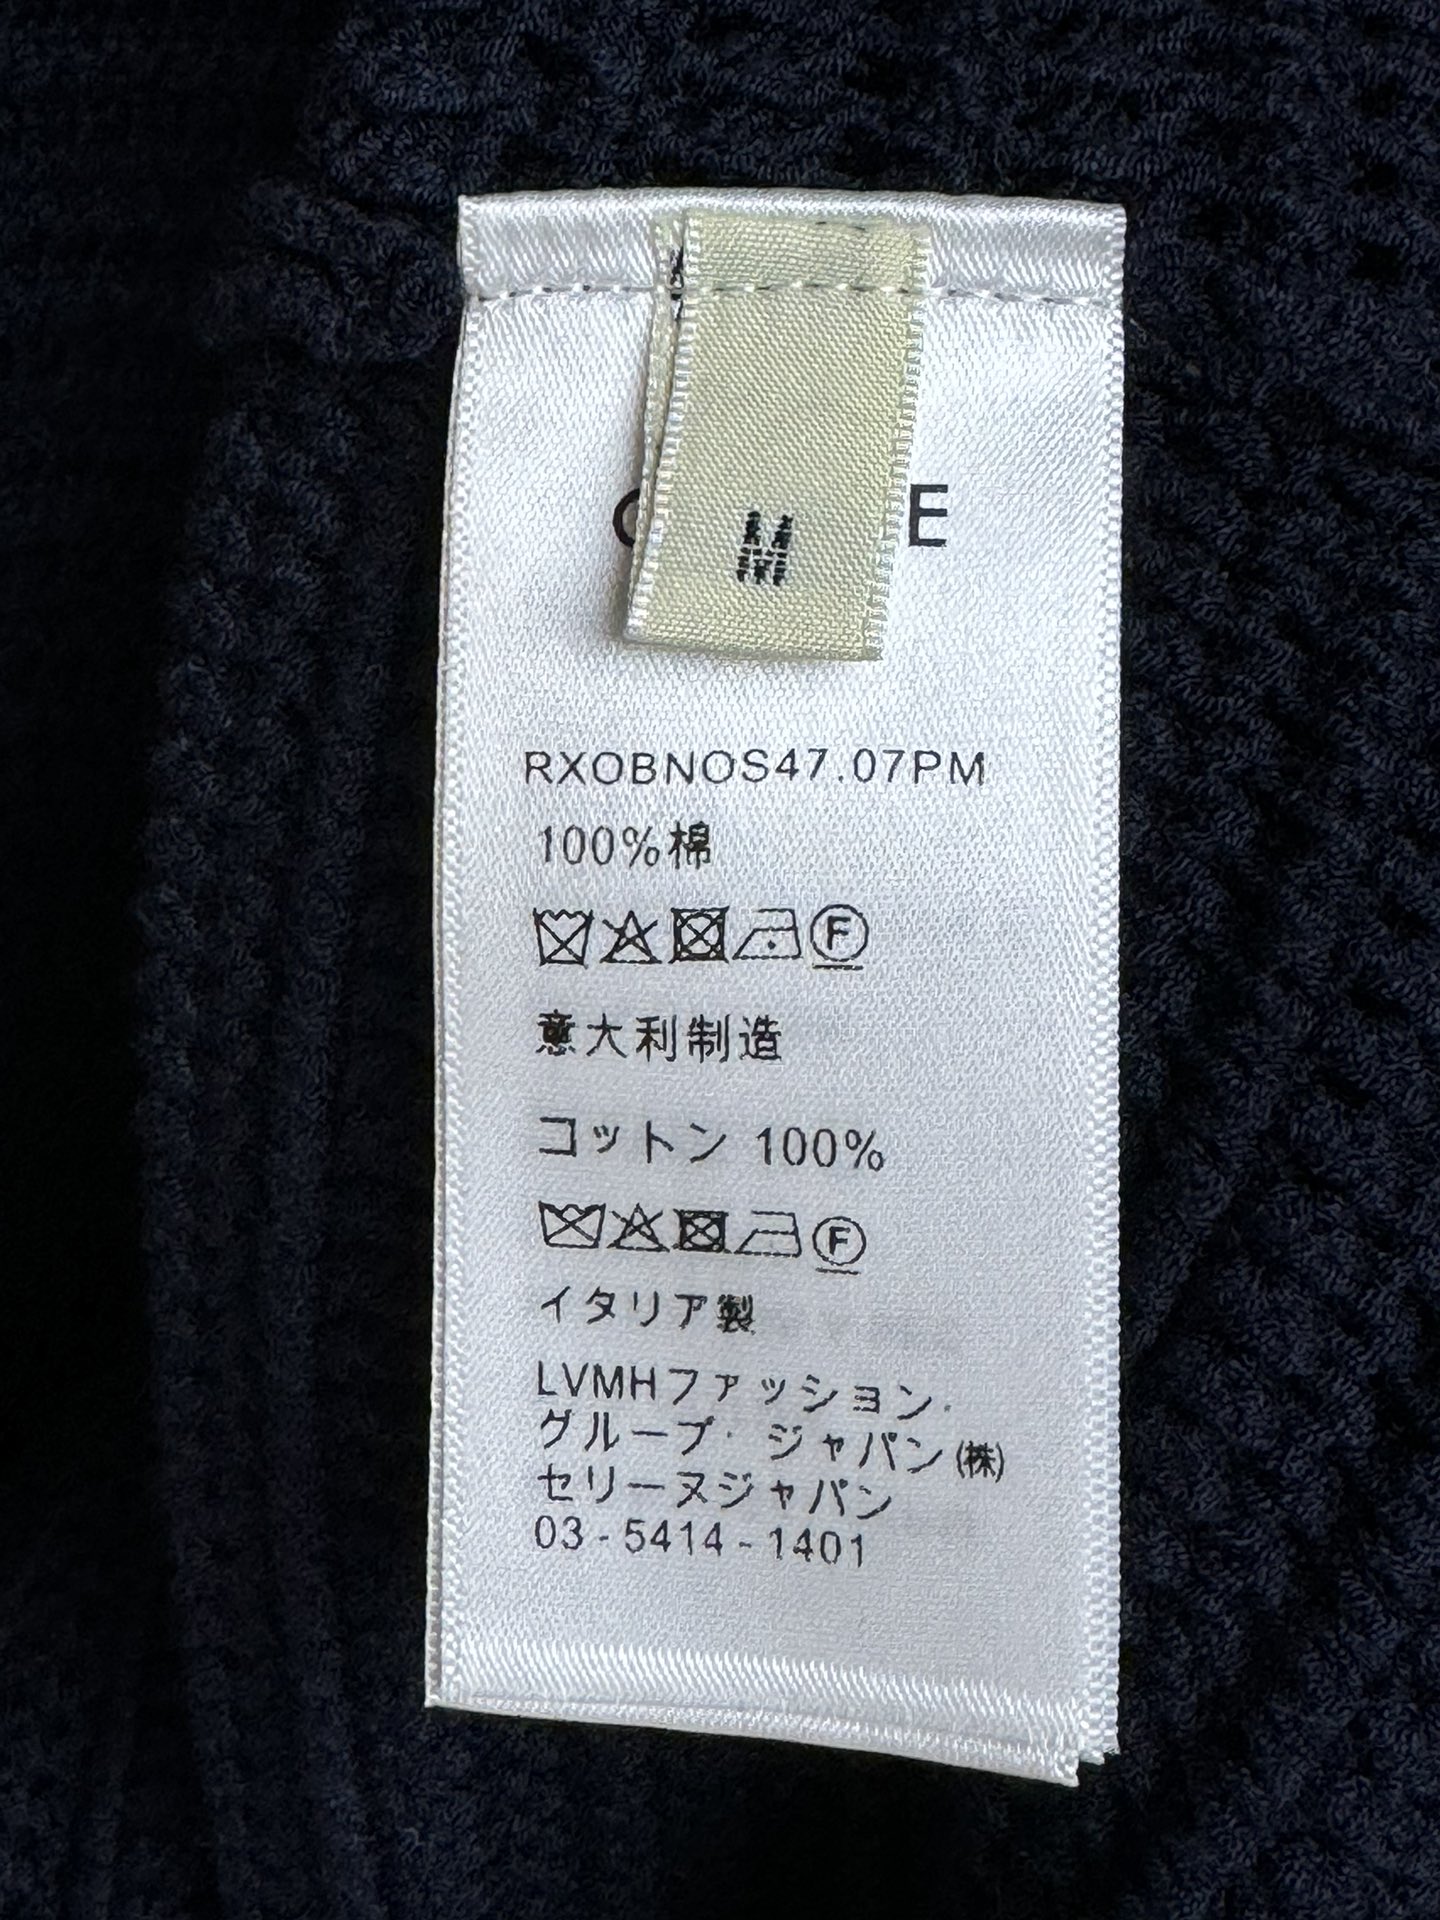 M
E
RXOBNOS47.07PM
100%棉
F
意大利制造
コットン 100%
F
イタリア製
LVMHファッション・
グループ・ジャパン(株)
セリーヌジャパン
03-5414-1401